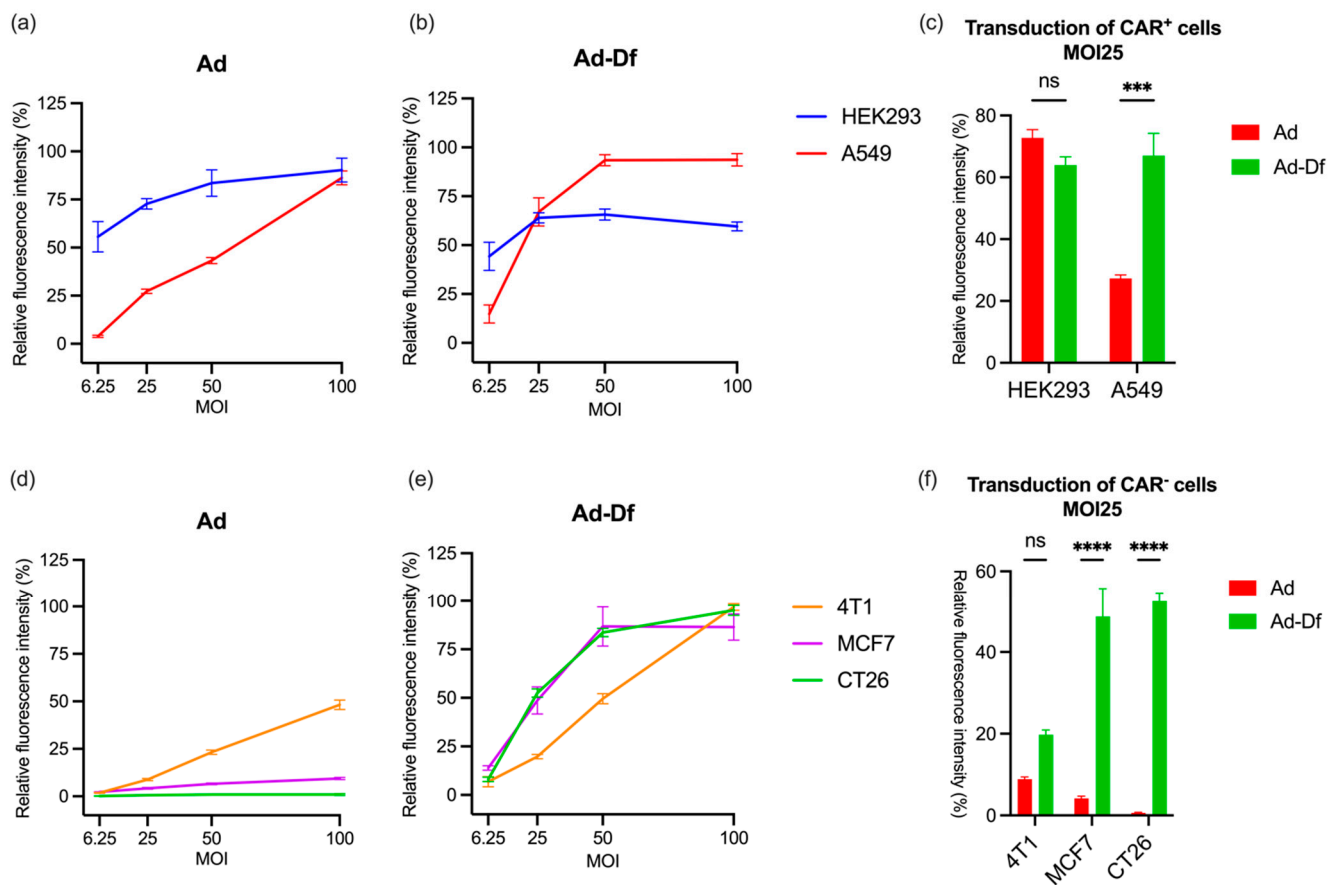 (a)
Ad
Relative fluorescence intensity (%)
125
100
75
50
25
0
6.25 25 50 100
MOI
(b)
Ad-Df
Relative fluorescence intensity (%)
125
100
75
50
25
0
6.25 25 50 100
MOI
HEK293
A549
(c)
Transduction of CAR⁺ cells
MOI25
Relative fluorescence intensity (%)
80
60
40
20
0
ns ***
HEK293 A549
Ad
Ad-Df
(d)
Ad
Relative fluorescence intensity (%)
125
100
75
50
25
0
6.25 25 50 100
MOI
(e)
Ad-Df
Relative fluorescence intensity (%)
125
100
75
50
25
0
6.25 25 50 100
MOI
4T1
MCF7
CT26
(f)
Transduction of CAR⁻ cells
MOI25
Relative fluorescence intensity (%)
60
40
20
0
ns **** ****
4T1 MCF7 CT26
Ad
Ad-Df